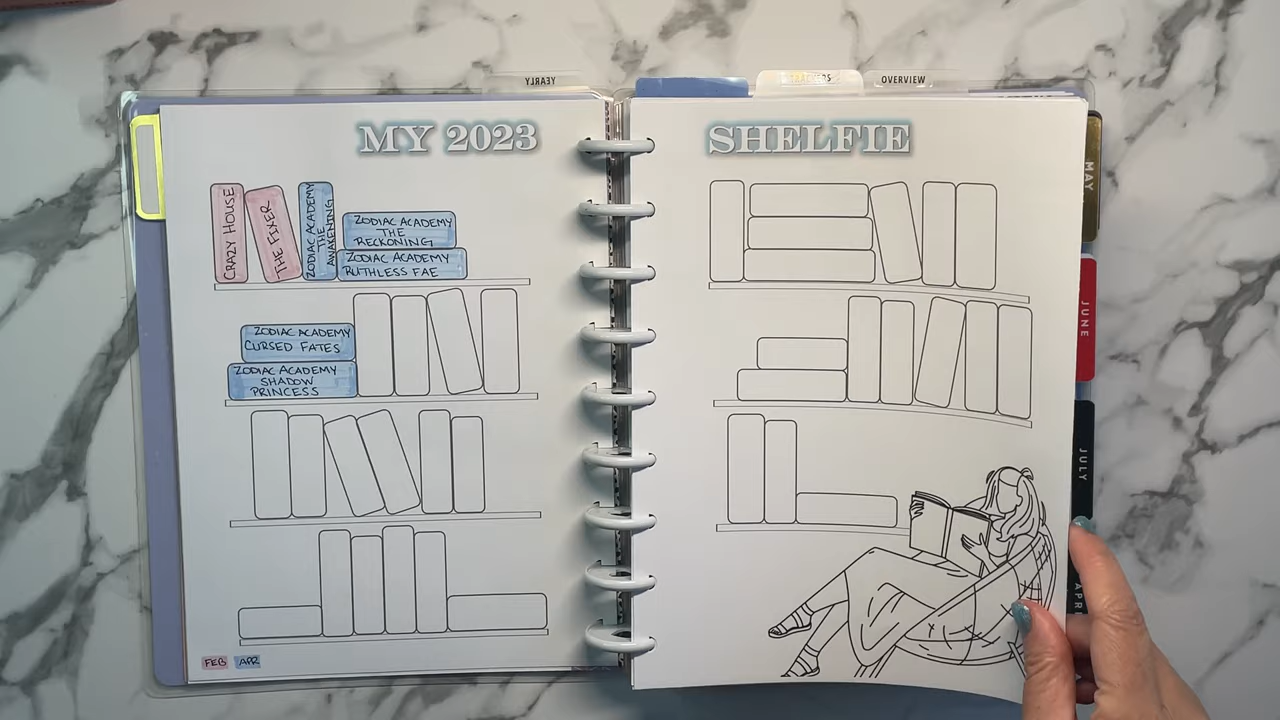 YEARLY
TRACKERS
OVERVIEW
MY 2023
SHELFIE
CRAZY HOUSE
THE FIXER
ZODIAC ACADEMY
THE
AWAKENING
ZODIAC ACADEMY
THE
RECKONING
ZODIAC ACADEMY
RUTHLESS FAE
ZODIAC ACADEMY
CURSED FATES
ZODIAC ACADEMY
SHADOW
PRINCESS
FEB
APR
MAY
JUNE
JULY